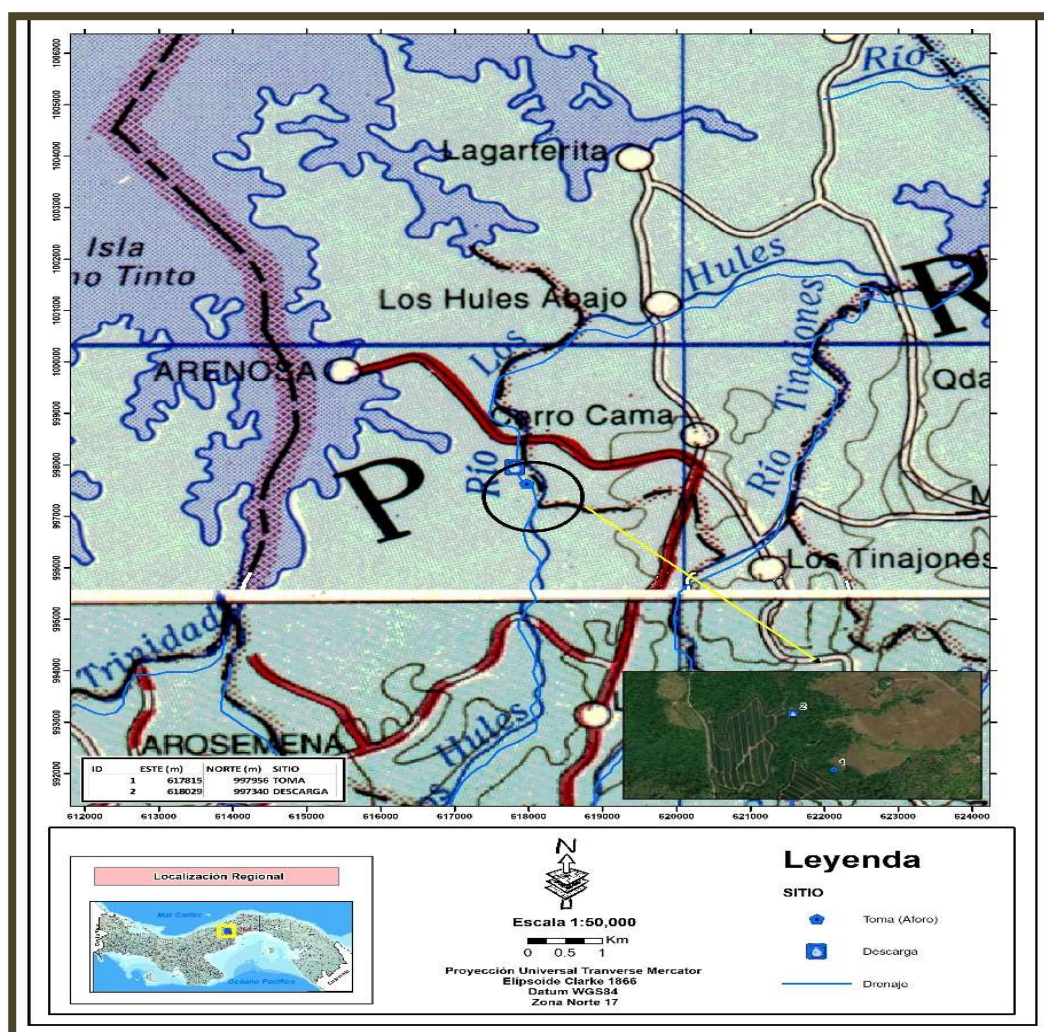 Río
Lagarterita
Isla
no Tinto
Hules
Los Hules Abajo
Tinajones
R
Los
ARENOSA
Qda
Cerro Cama
Río
Río
P
M
Los Tinajones
Trinidad
Hules
L
AROSEMENA
2
1
1006000
1005000
1004000
1003000
1002000
1001000
1000000
999000
998000
997000
996000
995000
994000
993000
992000
ID ESTE (m) NORTE (m) SITIO
1 617815 997956 TOMA
2 618029 997340 DESCARGA
612000 613000 614000 615000 616000 617000 618000 619000 620000 621000 622000 623000 624000
Localización Regional
Mar Caribe
Océano Pacífico
N
Escala 1:50,000
Km
0 0.5 1
Proyección Universal Tranverse Mercator
Elipsoide Clarke 1866
Datum WGS84
Zona Norte 17
Leyenda
SITIO
Toma (Aforo)
Descarga
Drenaje